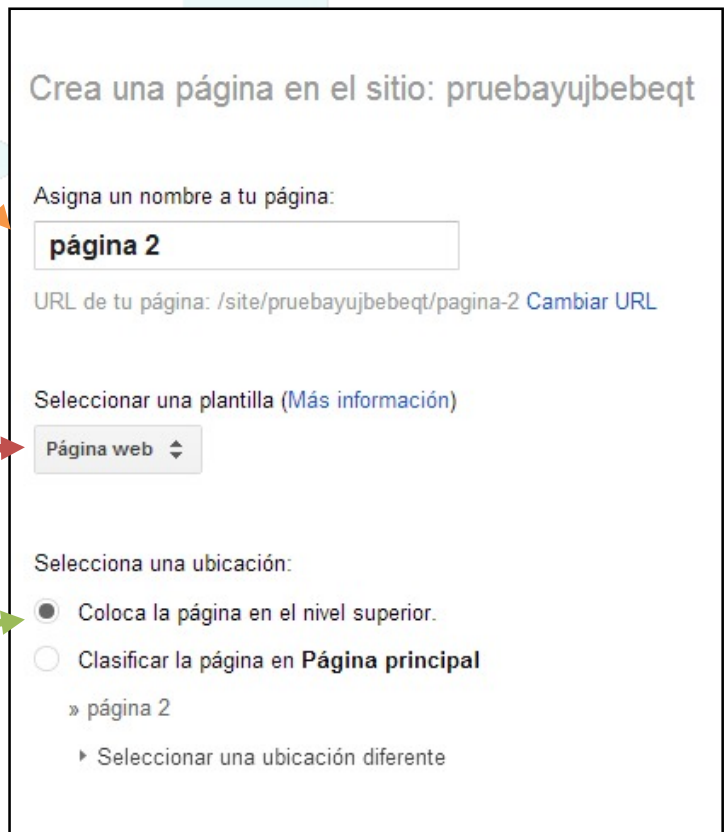 Crea una página en el sitio: pruebayujbebeqt
Asigna un nombre a tu página:
página 2
URL de tu página: /site/pruebayujbebeqt/pagina-2 Cambiar URL
Seleccionar una plantilla (Más información)
Página web
Selecciona una ubicación:
Coloca la página en el nivel superior.
Clasificar la página en Página principal
» página 2
Seleccionar una ubicación diferente